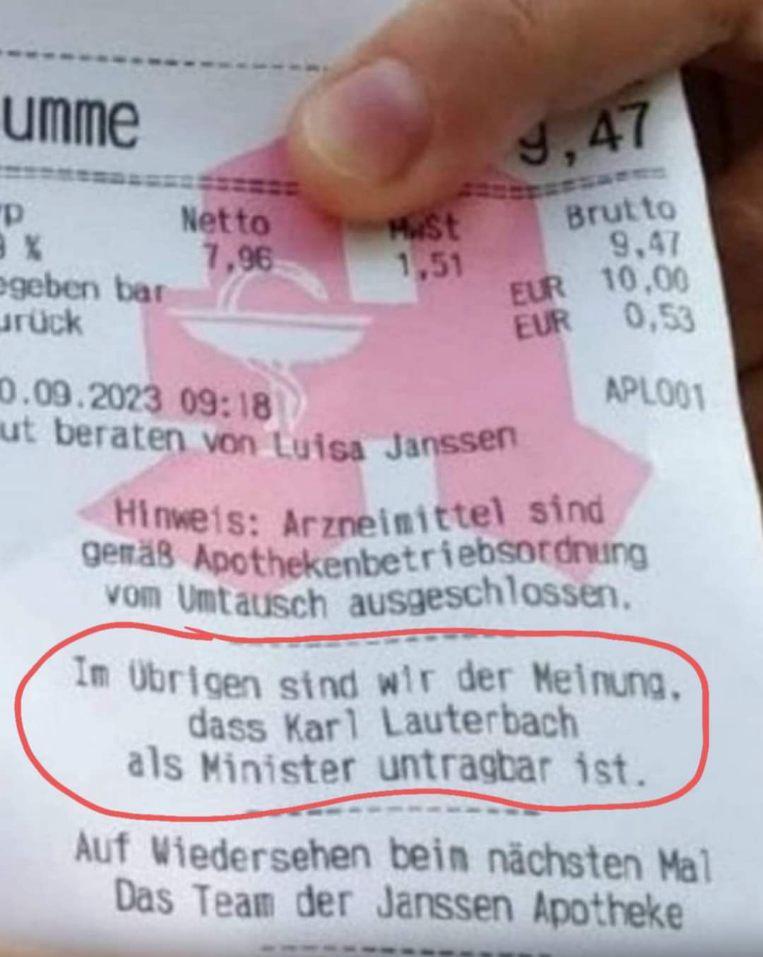 umme 9,47
Netto MwSt Brutto
% 7,96 1,51 9,47
geben bar EUR 10,00
urück EUR 0,53
0.09.2023 09:18 APL001
ut beraten von Luisa Janssen
Hinweis: Arzneimittel sind
gemäß Apothekenbetriebsordnung
vom Umtausch ausgeschlossen.
Im Übrigen sind wir der Meinung,
dass Karl Lauterbach
als Minister untragbar ist.
Auf Wiedersehen beim nächsten Mal
Das Team der Janssen Apotheke